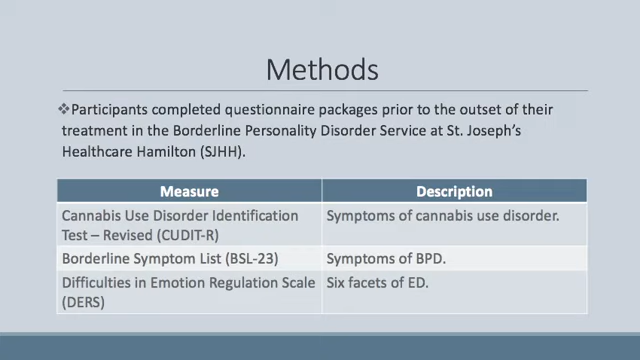 Methods
❖Participants completed questionnaire packages prior to the outset of their
treatment in the Borderline Personality Disorder Service at St. Joseph's
Healthcare Hamilton (SJHH).
Measure Description
Cannabis Use Disorder Identification Symptoms of cannabis use disorder.
Test – Revised (CUDIT-R)
Borderline Symptom List (BSL-23) Symptoms of BPD.
Difficulties in Emotion Regulation Scale Six facets of ED.
(DERS)